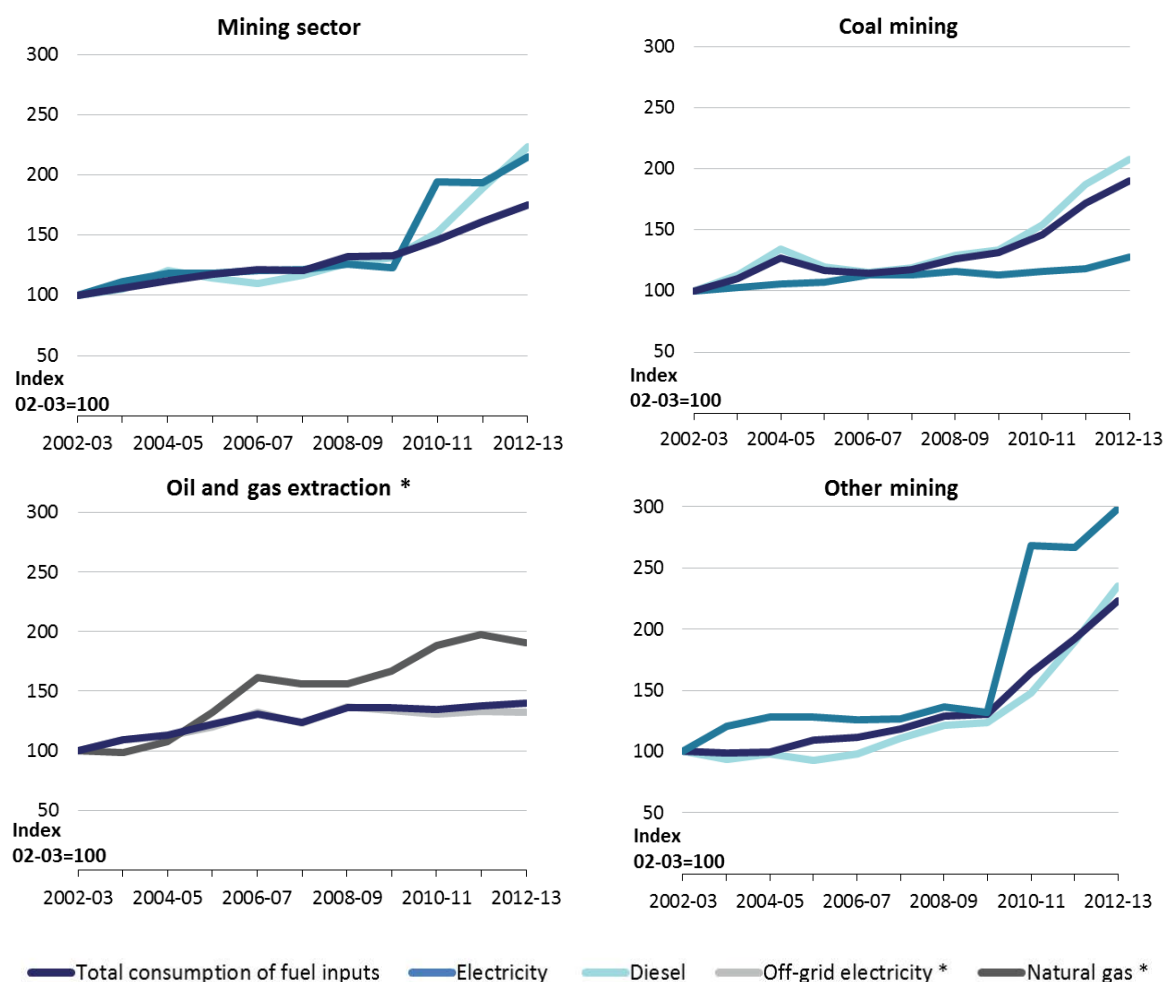 Mining sector
300
250
200
150
100
50
Index
02-03=100
2002-03 2004-05 2006-07 2008-09 2010-11 2012-13
Coal mining
300
250
200
150
100
50
Index
02-03=100
2002-03 2004-05 2006-07 2008-09 2010-11 2012-13
Oil and gas extraction *
300
250
200
150
100
50
Index
02-03=100
2002-03 2004-05 2006-07 2008-09 2010-11 2012-13
Other mining
300
250
200
150
100
50
Index
02-03=100
2002-03 2004-05 2006-07 2008-09 2010-11 2012-13
Total consumption of fuel inputs Electricity Diesel Off-grid electricity * Natural gas *